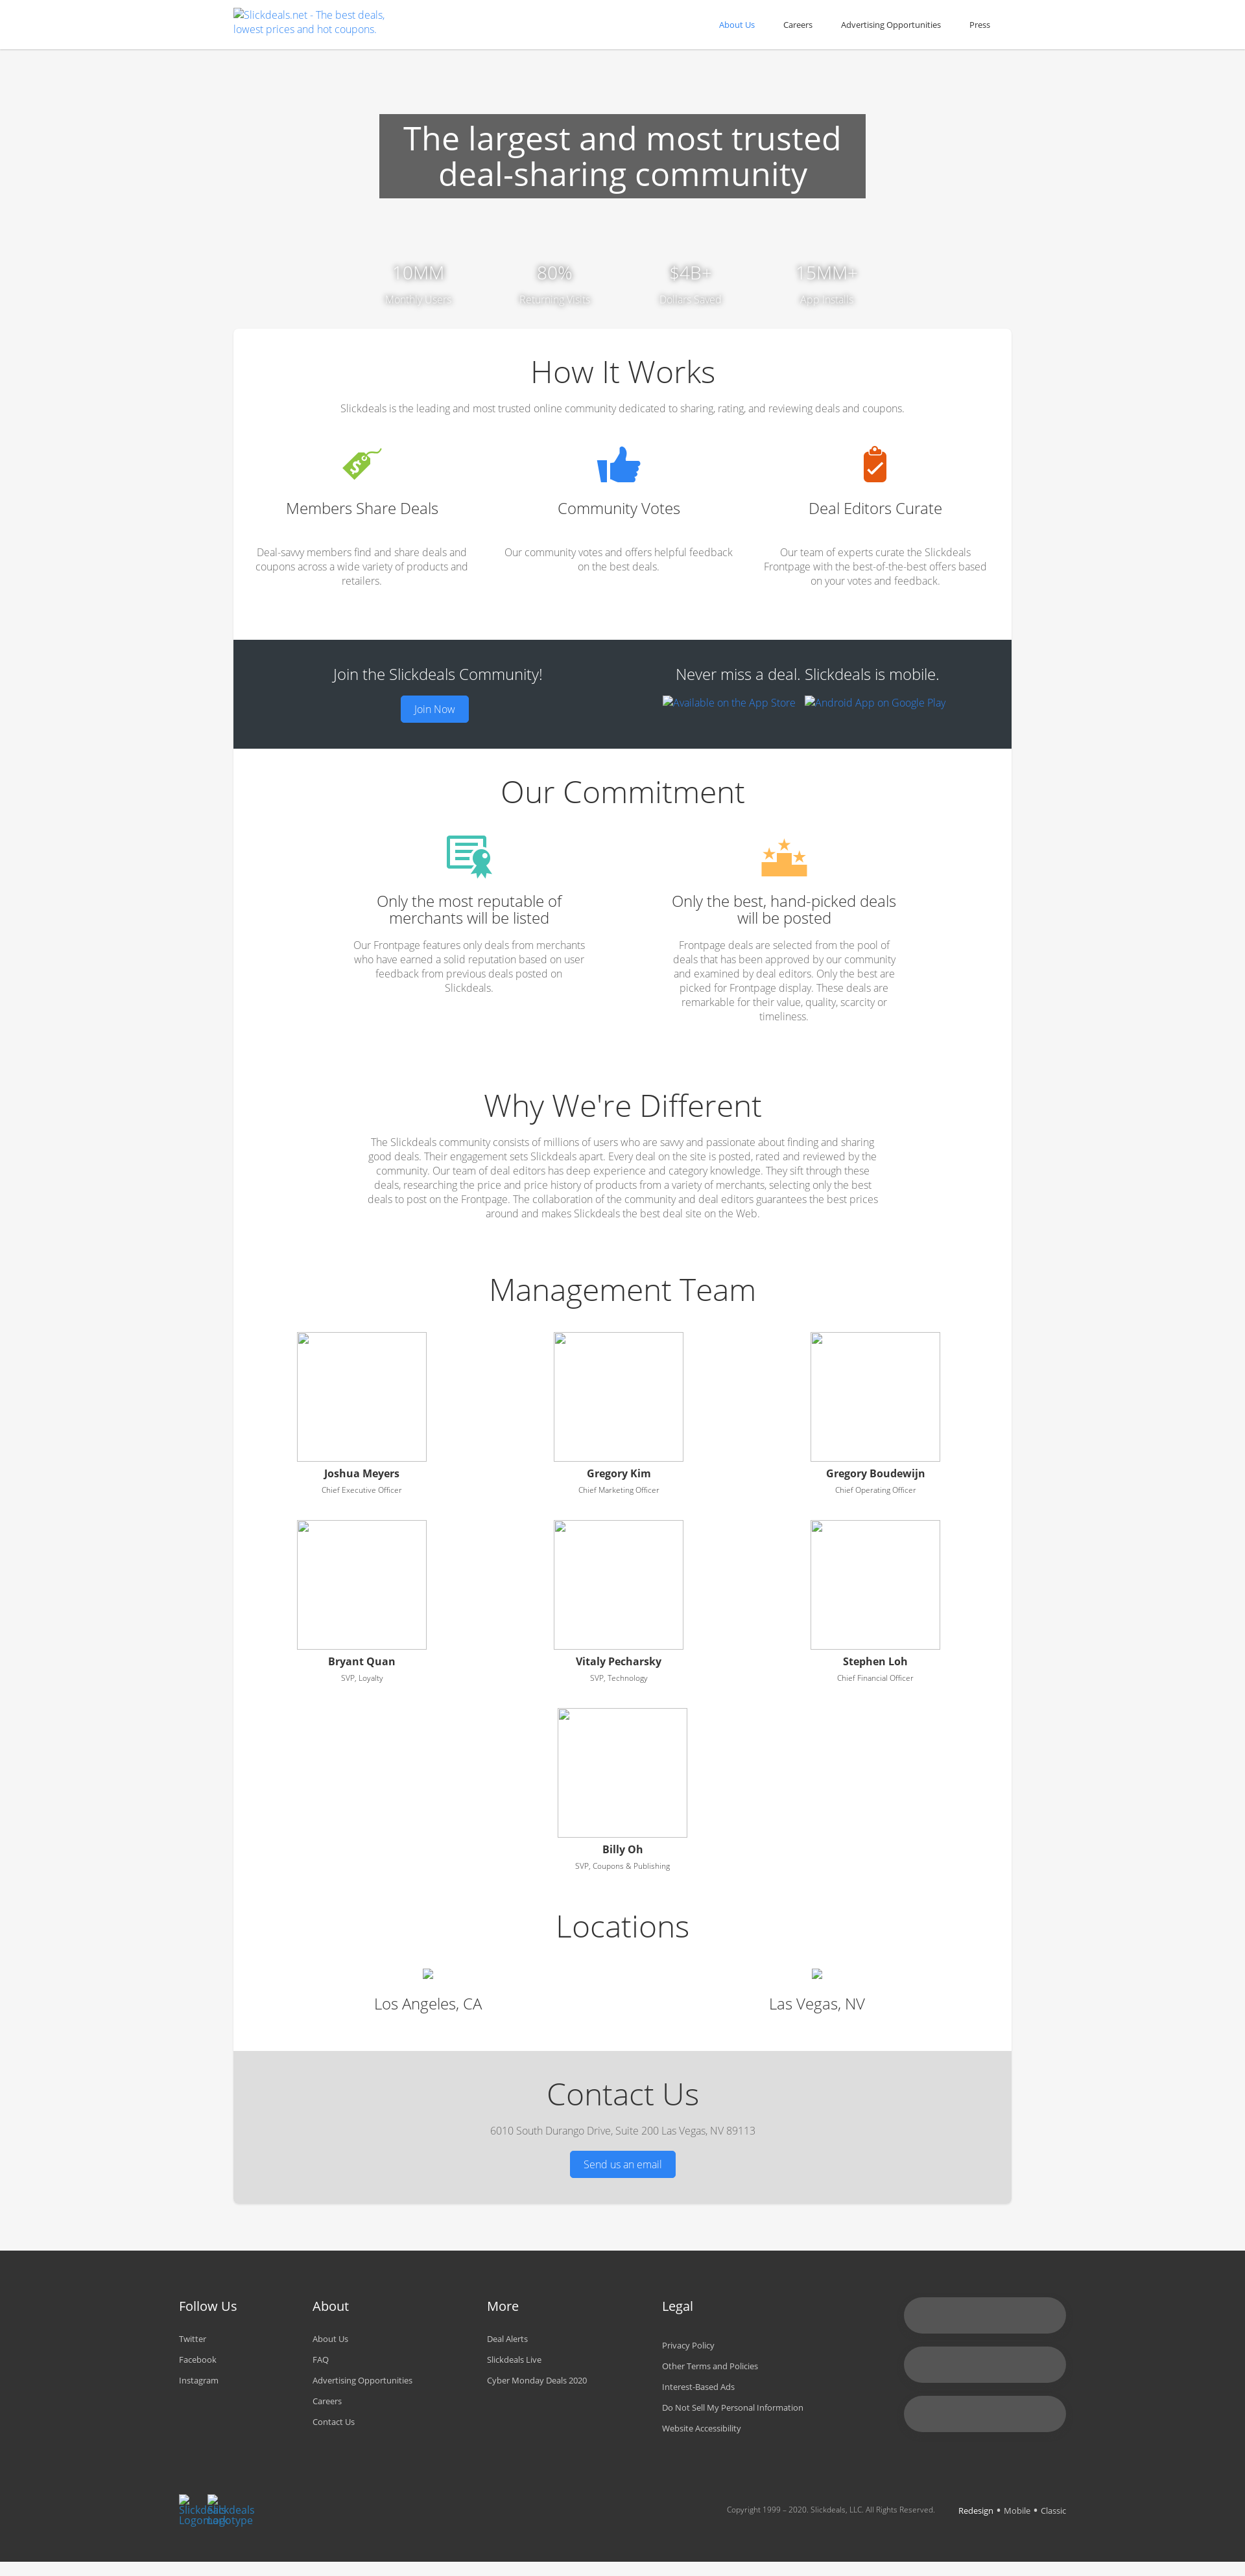 Slickdeals.net - The best deals,
lowest prices and hot coupons.
About Us
Careers
Advertising Opportunities
Press
The largest and most trusted
deal-sharing community
10MM
80%
$4B+
15MM+
Monthly Users
Returning Visits
Dollars Saved
App Installs
How It Works
Slickdeals is the leading and most trusted online community dedicated to sharing, rating, and reviewing deals and coupons.
Members Share Deals
Deal-savvy members find and share deals and
coupons across a wide variety of products and
retailers.
Community Votes
Our community votes and offers helpful feedback
on the best deals.
Deal Editors Curate
Our team of experts curate the Slickdeals
Frontpage with the best-of-the-best offers based
on your votes and feedback.
Join the Slickdeals Community!
Join Now
Never miss a deal. Slickdeals is mobile.
Available on the App Store
Android App on Google Play
Our Commitment
Only the most reputable of
merchants will be listed
Our Frontpage features only deals from merchants
who have earned a solid reputation based on user
feedback from previous deals posted on
Slickdeals.
Only the best, hand-picked deals
will be posted
Frontpage deals are selected from the pool of
deals that has been approved by our community
and examined by deal editors. Only the best are
picked for Frontpage display. These deals are
remarkable for their value, quality, scarcity or
timeliness.
Why We're Different
The Slickdeals community consists of millions of users who are savvy and passionate about finding and sharing
good deals. Their engagement sets Slickdeals apart. Every deal on the site is posted, rated and reviewed by the
community. Our team of deal editors has deep experience and category knowledge. They sift through these
deals, researching the price and price history of products from a variety of merchants, selecting only the best
deals to post on the Frontpage. The collaboration of the community and deal editors guarantees the best prices
around and makes Slickdeals the best deal site on the Web.
Management Team
Joshua Meyers
Chief Executive Officer
Gregory Kim
Chief Marketing Officer
Gregory Boudewijn
Chief Operating Officer
Bryant Quan
SVP, Loyalty
Vitaly Pecharsky
SVP, Technology
Stephen Loh
Chief Financial Officer
Billy Oh
SVP, Coupons & Publishing
Locations
Los Angeles, CA
Las Vegas, NV
Contact Us
6010 South Durango Drive, Suite 200 Las Vegas, NV 89113
Send us an email
Follow Us
Twitter
Facebook
Instagram
About
About Us
FAQ
Advertising Opportunities
Careers
Contact Us
More
Deal Alerts
Slickdeals Live
Cyber Monday Deals 2020
Legal
Privacy Policy
Other Terms and Policies
Interest-Based Ads
Do Not Sell My Personal Information
Website Accessibility
Slickdeals
Logomark
Slickdeals
Logotype
Copyright 1999 – 2020. Slickdeals, LLC. All Rights Reserved.
Redesign • Mobile • Classic